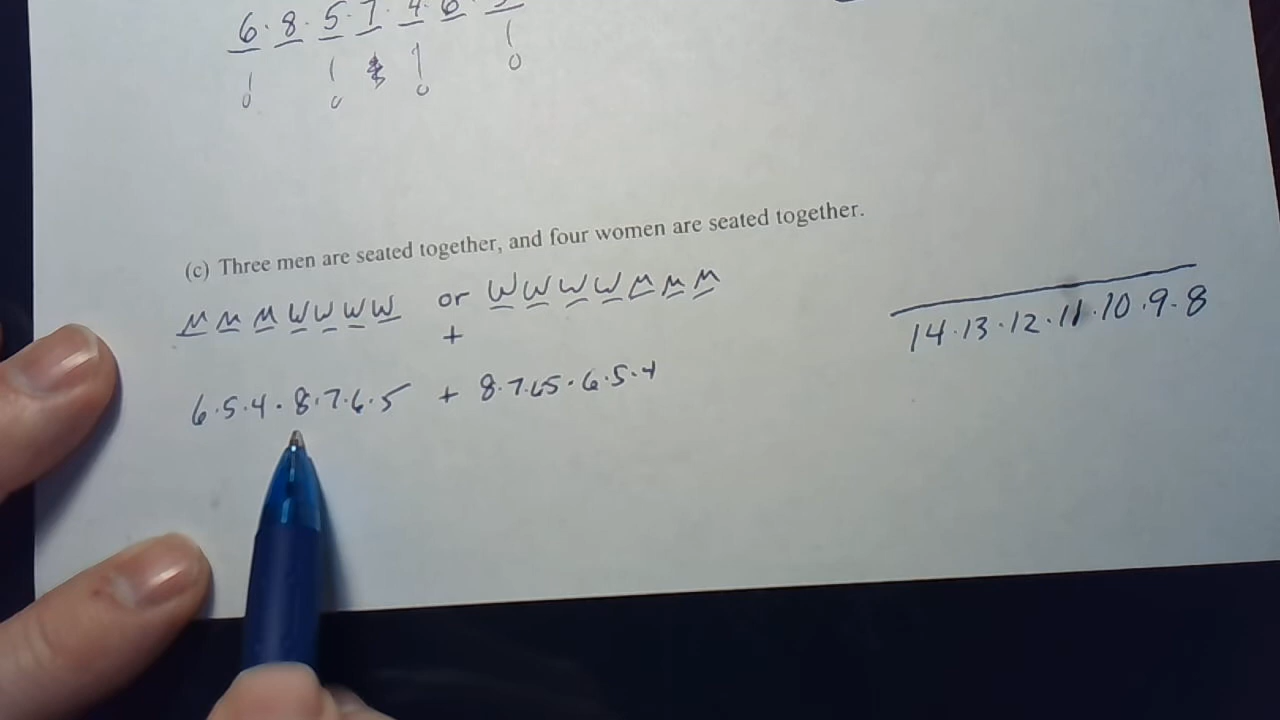 6 · 8 · 5 · 7 · 4 · 6 ·
(c) Three men are seated together, and four women are seated together.
M M M W W W W or W W W W M M M
+
14 · 13 · 12 · 11 · 10 · 9 · 8
6 · 5 · 4 · 8 · 7 · 6 · 5 + 8 · 7 · 6 5 · 6 · 5 · 4